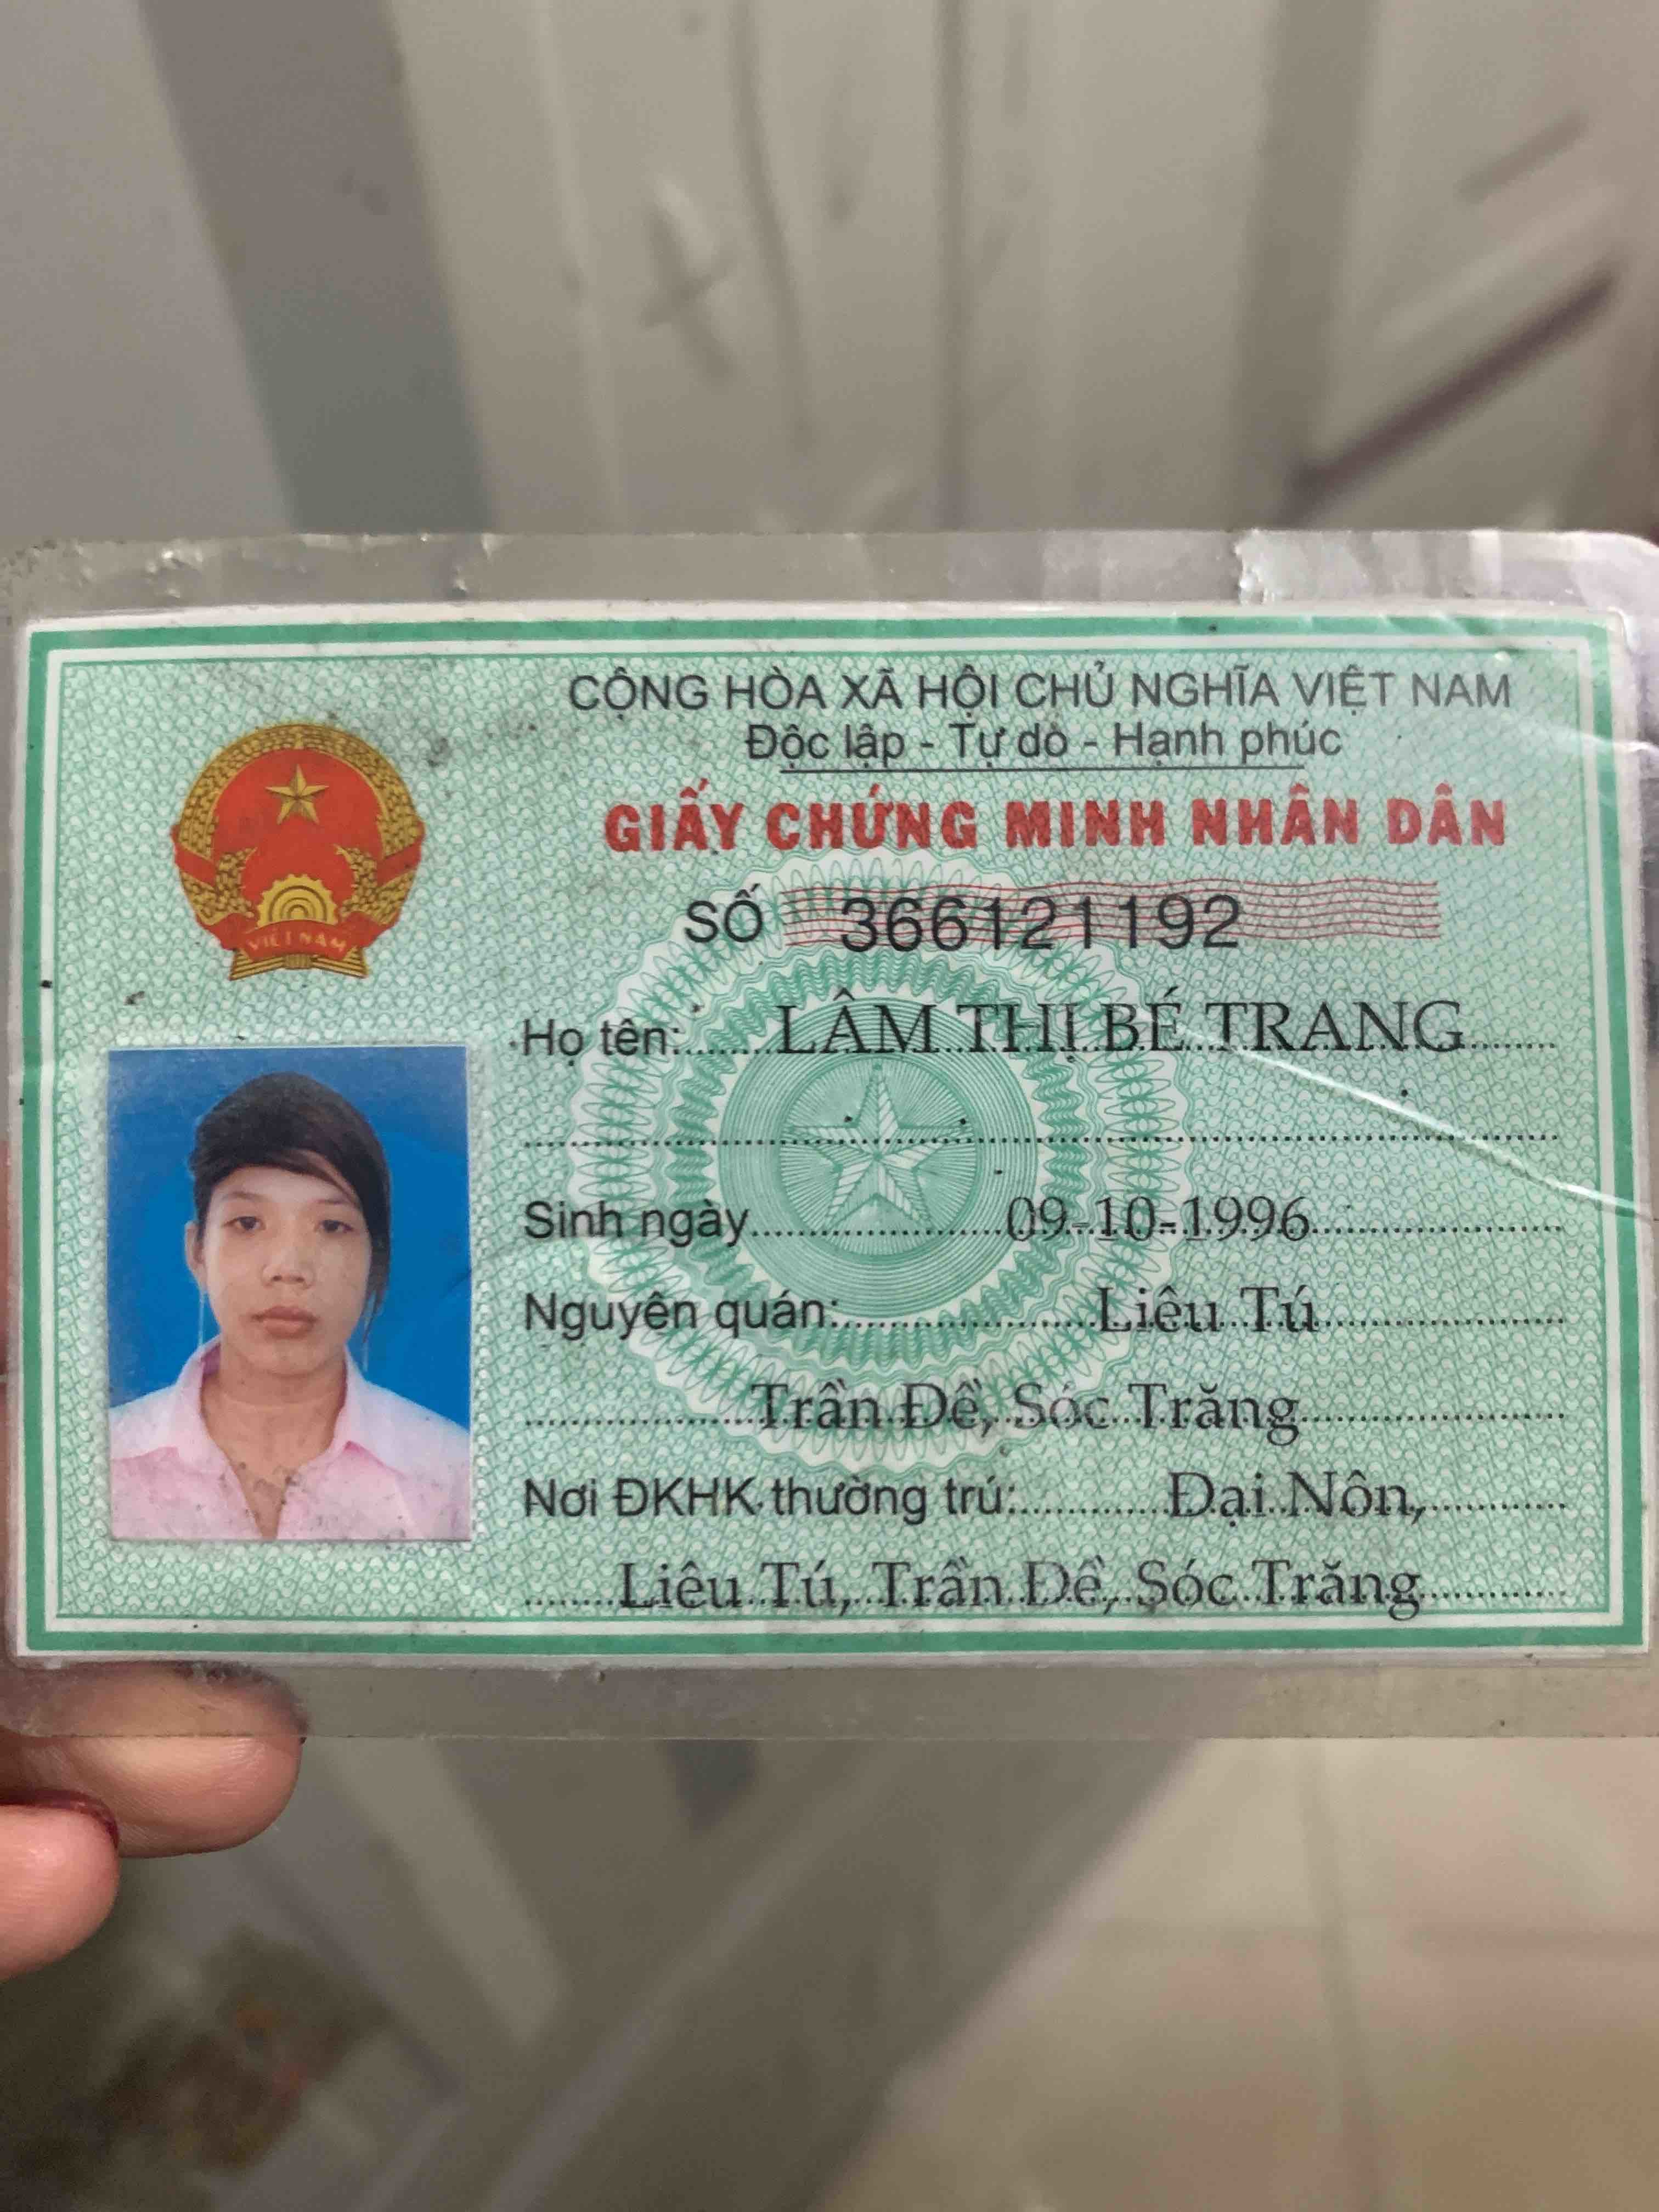 CỘNG HÒA XÃ HỘI CHỦ NGHĨA VIỆT NAM
Độc lập - Tự do - Hạnh phúc
GIẤY CHỨNG MINH NHÂN DÂN
SỐ 366121192
VIỆT NAM
Họ tên: LÂM THỊ BÉ TRANG
Sinh ngày 09-10-1996
Nguyên quán: Liêu Tú
Trần Đề, Sóc Trăng
Nơi ĐKHK thường trú: Đại Nôn,
Liêu Tú, Trần Đề, Sóc Trăng